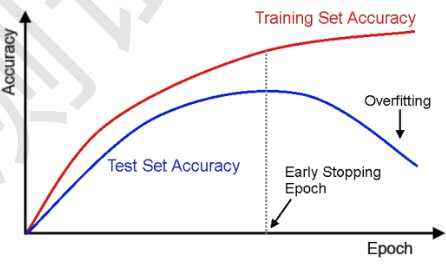 Training Set Accuracy
Accuracy
Overfitting
Test Set Accuracy
Early Stopping
Epoch
Epoch